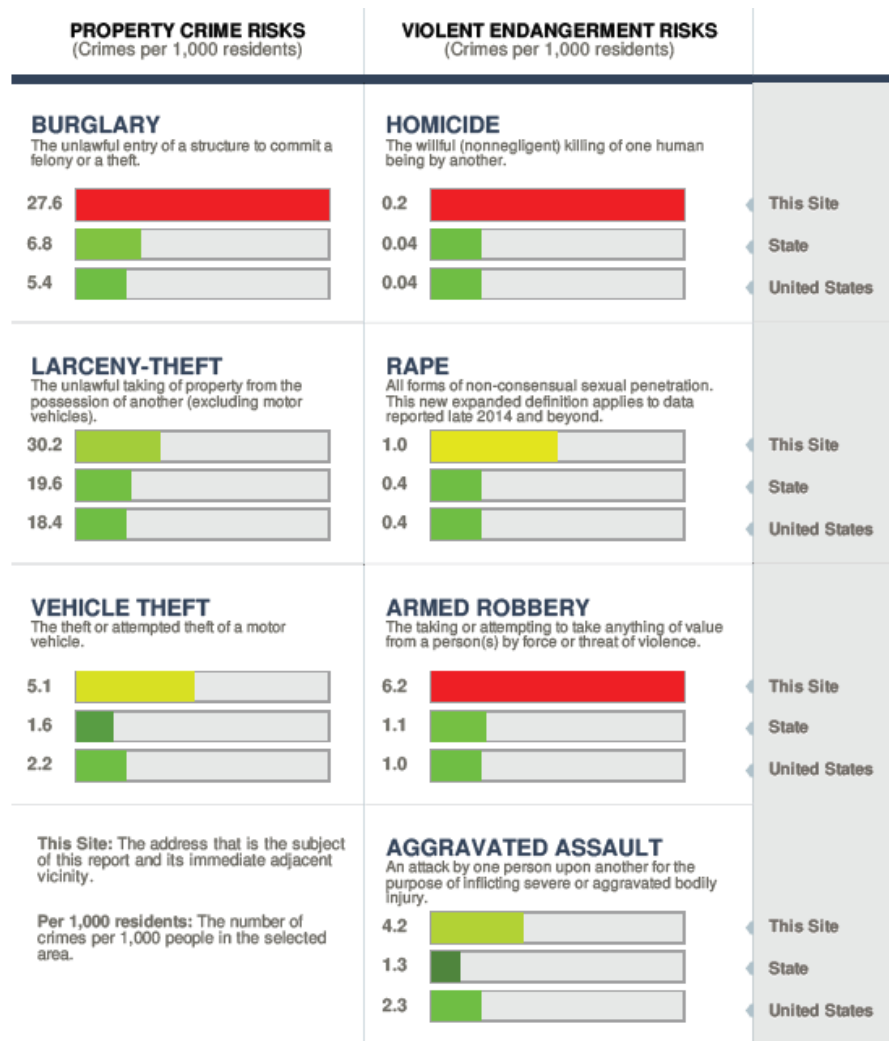 PROPERTY CRIME RISKS
(Crimes per 1,000 residents)
VIOLENT ENDANGERMENT RISKS
(Crimes per 1,000 residents)
BURGLARY
The unlawful entry of a structure to commit a
felony or a theft.
27.6
6.8
5.4
HOMICIDE
The willful (nonnegligent) killing of one human
being by another.
0.2
0.04
0.04
This Site
State
United States
LARCENY-THEFT
The unlawful taking of property from the
possession of another (excluding motor
vehicles).
30.2
19.6
18.4
RAPE
All forms of non-consensual sexual penetration.
This new expanded definition applies to data
reported late 2014 and beyond.
1.0
0.4
0.4
This Site
State
United States
VEHICLE THEFT
The theft or attempted theft of a motor
vehicle.
5.1
1.6
2.2
ARMED ROBBERY
The taking or attempting to take anything of value
from a person(s) by force or threat of violence.
6.2
1.1
1.0
This Site
State
United States
This Site: The address that is the subject
of this report and its immediate adjacent
vicinity.
Per 1,000 residents: The number of
crimes per 1,000 people in the selected
area.
AGGRAVATED ASSAULT
An attack by one person upon another for the
purpose of inflicting severe or aggravated bodily
injury.
4.2
1.3
2.3
This Site
State
United States